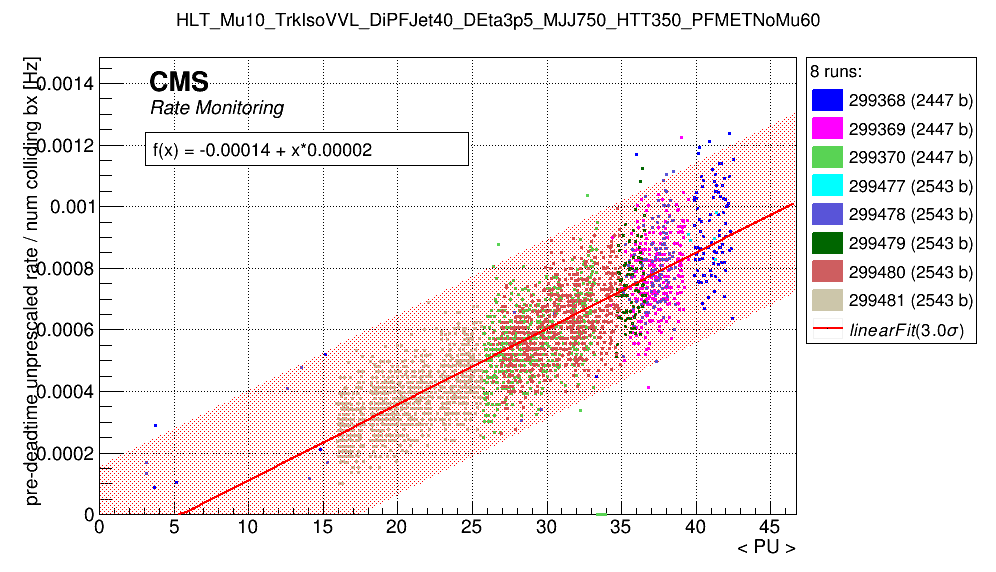 HLT_Mu10_TrkIsoVVL_DiPFJet40_DEta3p5_MJJ750_HTT350_PFMETNoMu60
pre-deadtime unprescaled rate / num colliding bx [Hz]
0.0014
0.0012
0.001
0.0008
0.0006
0.0004
0.0002
0
CMS
Rate Monitoring
f(x) = -0.00014 + x*0.00002
0 5 10 15 20 25 30 35 40 45
< PU >
8 runs:
299368 (2447 b)
299369 (2447 b)
299370 (2447 b)
299477 (2543 b)
299478 (2543 b)
299479 (2543 b)
299480 (2543 b)
299481 (2543 b)
linearFit(3.0σ)